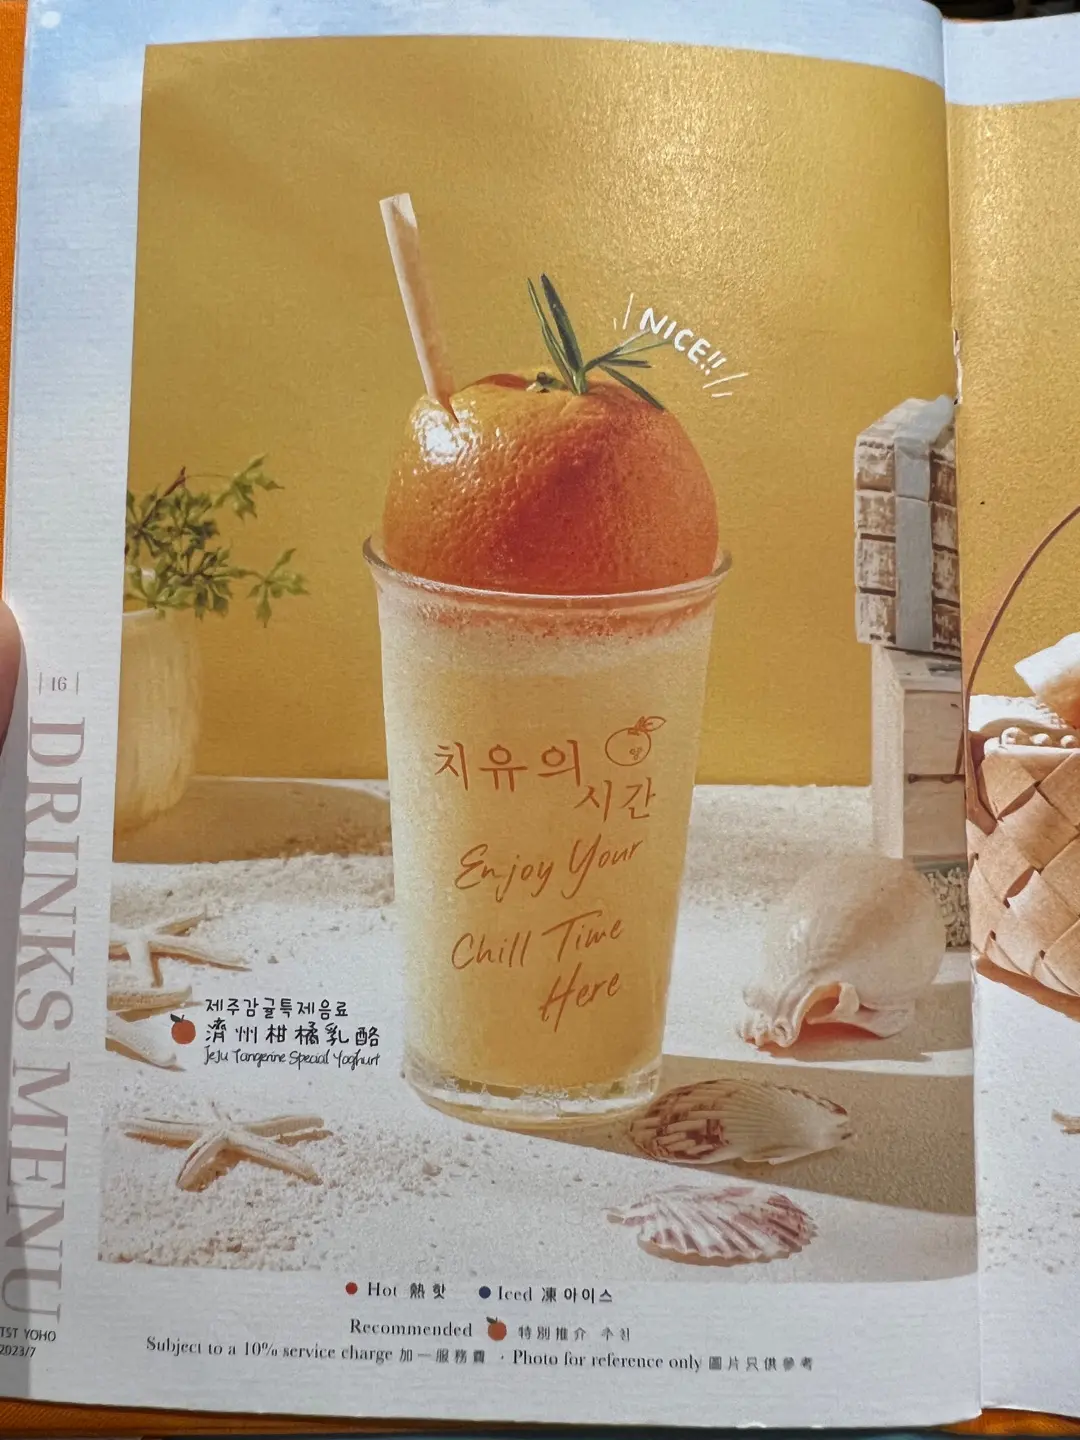 NICE!!
치유의
시간
Enjoy Your
Chill Time
Here
제주감귤특제음료
濟州柑橘乳酪
JeJu Tangerine Special Yoghurt
16
DRINKS MENU
Hot 熱 핫 Iced 凍 아이스
Recommended 特別推介 추천
Subject to a 10% service charge 加一服務費 · Photo for reference only 圖片只供參考
TST YOHO
2023/7